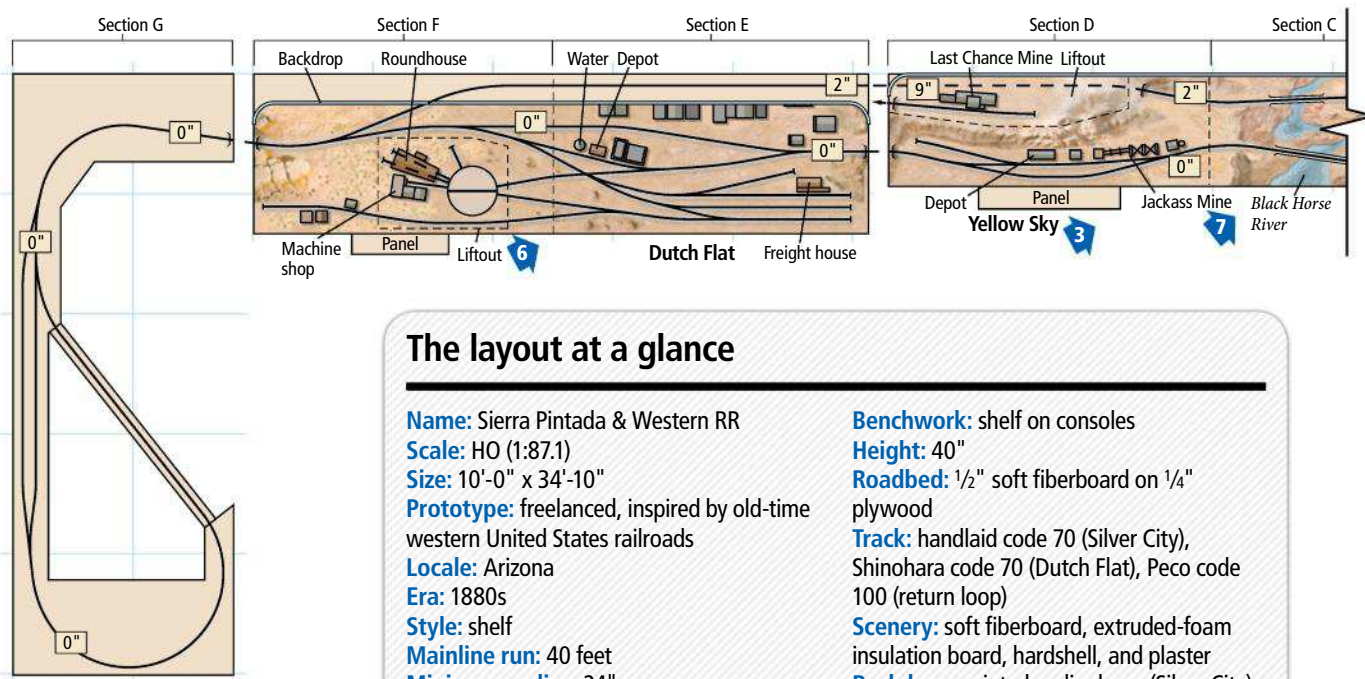 Section G
Section F
Section E
Section D
Section C
Backdrop
Roundhouse
Water
Depot
Last Chance Mine
Liftout
2"
9"
2"
0"
0"
0"
0"
0"
0"
0"
Machine
shop
Panel
Liftout
6
Dutch Flat
Freight house
Depot
Panel
Yellow Sky
3
Jackass Mine
7
Black Horse
River
The layout at a glance
Name: Sierra Pintada & Western RR
Scale: HO (1:87.1)
Size: 10'-0" x 34'-10"
Prototype: freelanced, inspired by old-time
western United States railroads
Locale: Arizona
Era: 1880s
Style: shelf
Mainline run: 40 feet
Benchwork: shelf on consoles
Height: 40"
Roadbed: 1/2" soft fiberboard on 1/4"
plywood
Track: handlaid code 70 (Silver City),
Shinohara code 70 (Dutch Flat), Peco code
100 (return loop)
Scenery: soft fiberboard, extruded-foam
insulation board, hardshell, and plaster